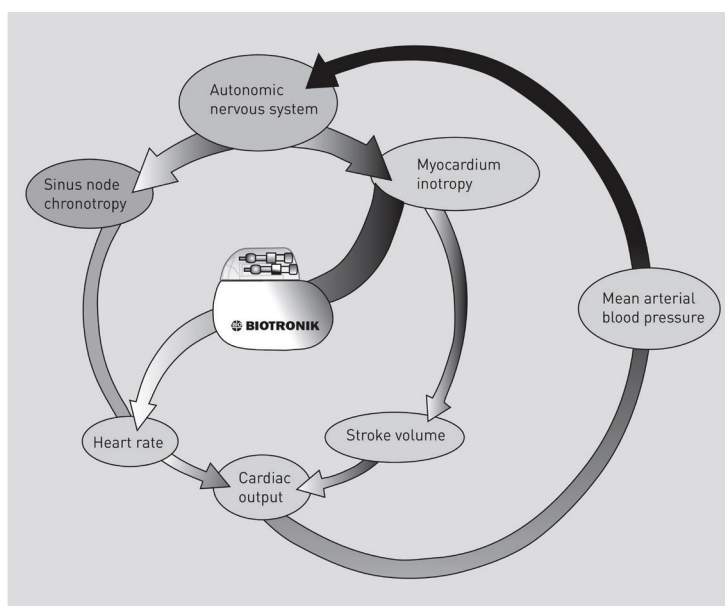 Autonomic
nervous system
Myocardium
inotropy
Sinus node
chronotropy
BIOTRONIK
Mean arterial
blood pressure
Heart rate
Stroke volume
Cardiac
output